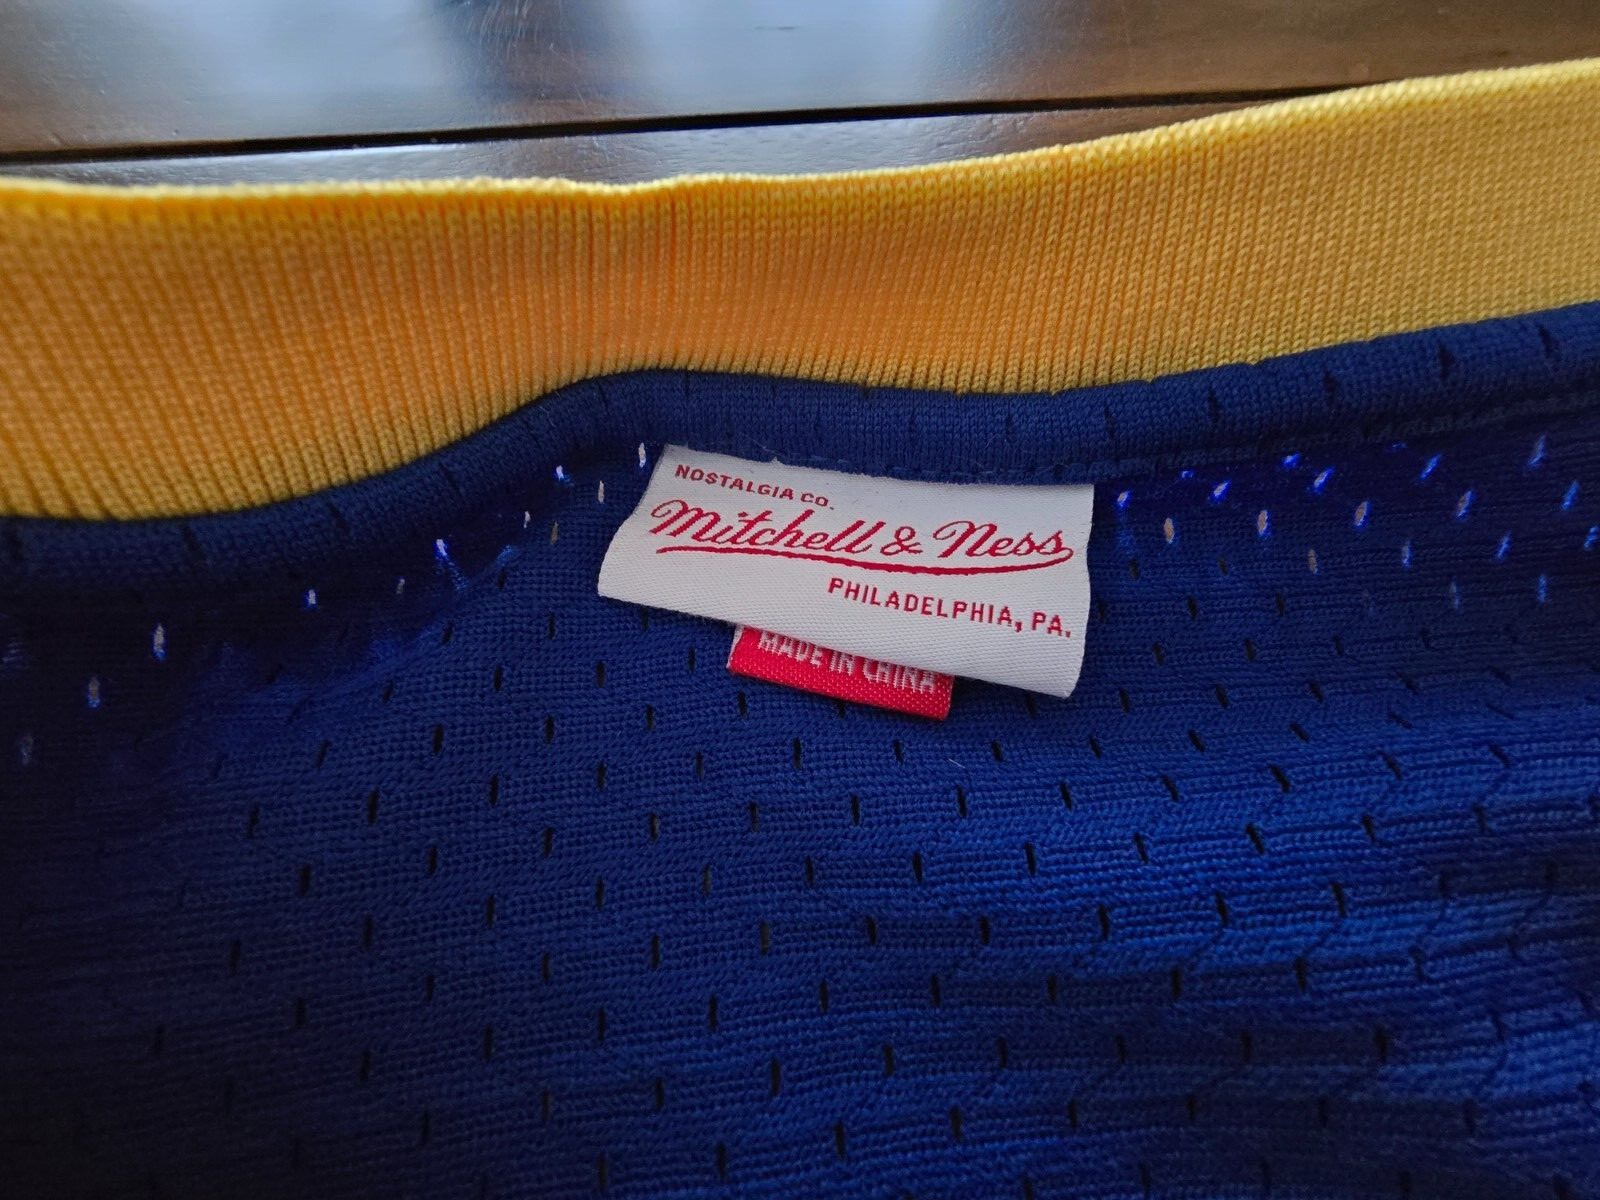 NOSTALGIA CO.
Mitchell & Ness
PHILADELPHIA, PA.
MADE IN CHINA